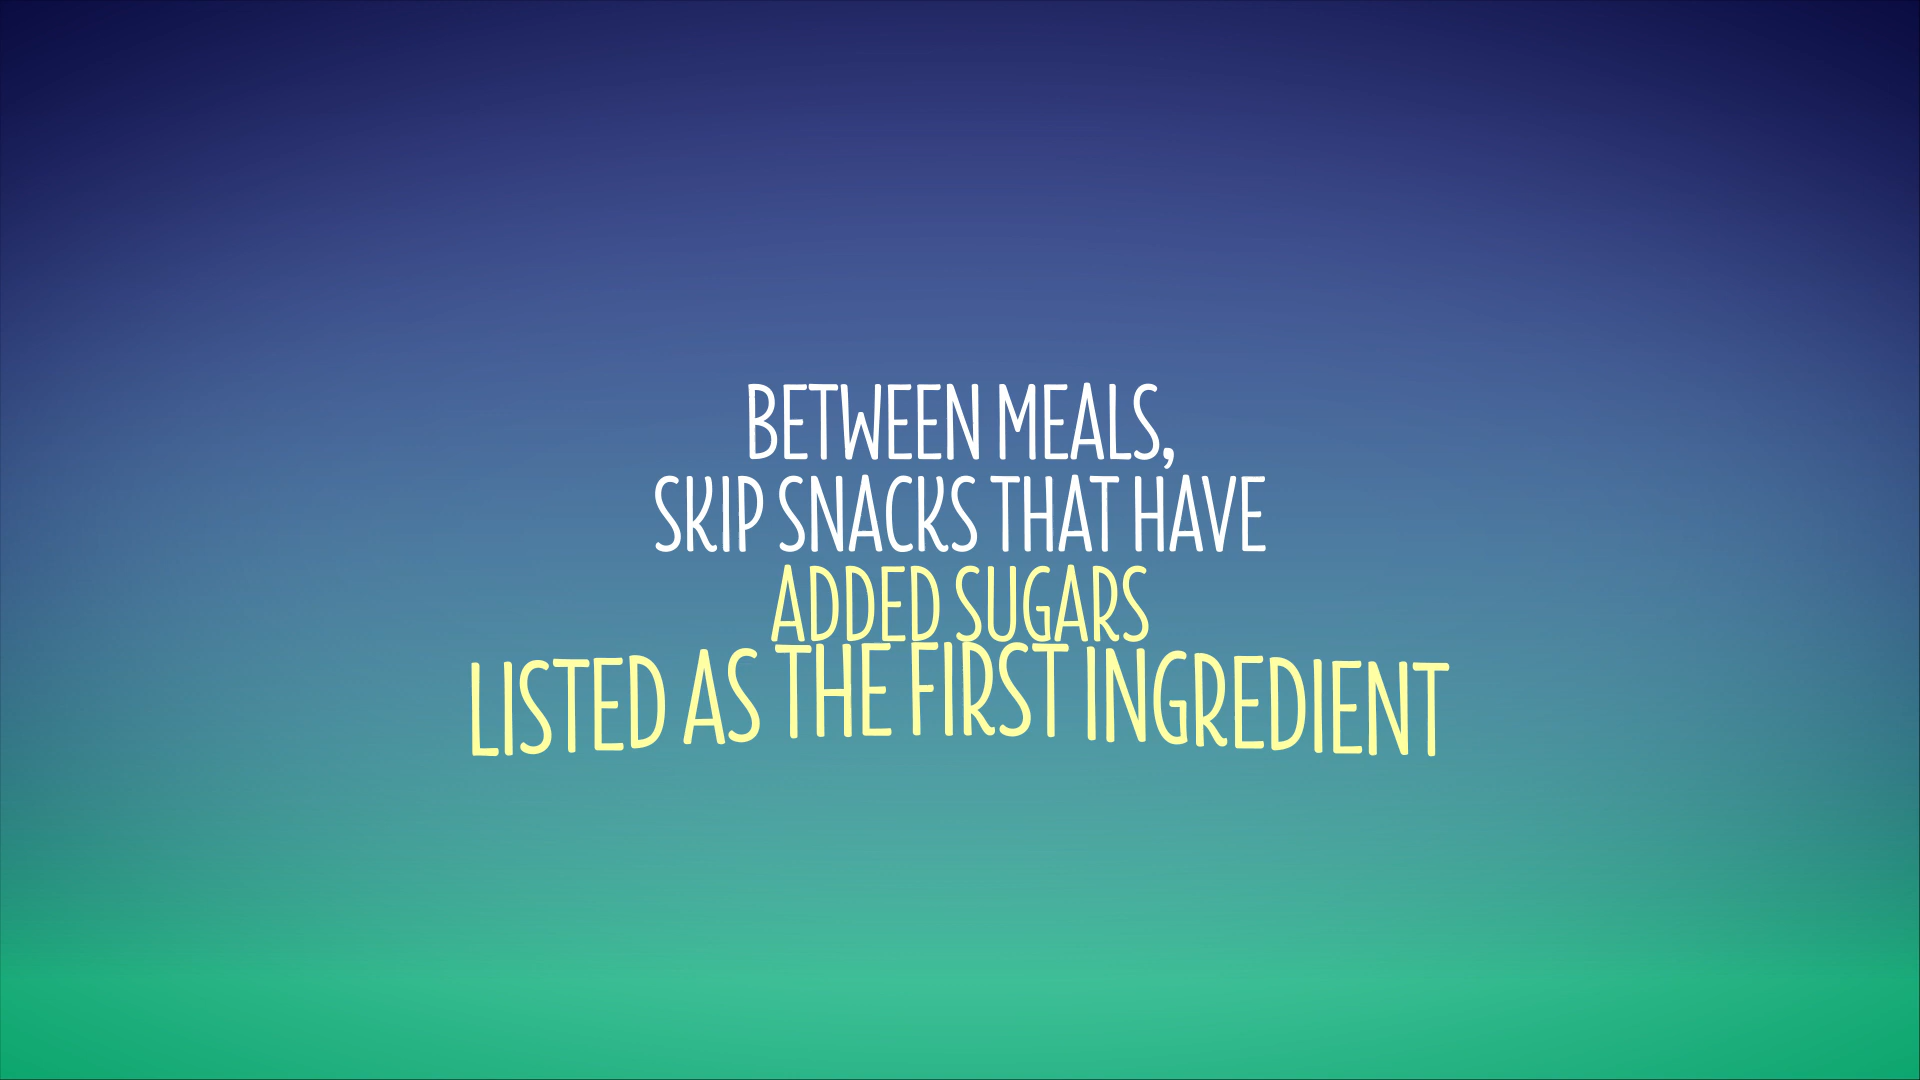 BETWEEN MEALS,
SKIP SNACKS THAT HAVE
ADDED SUGARS
LISTED AS THE FIRST INGREDIENT